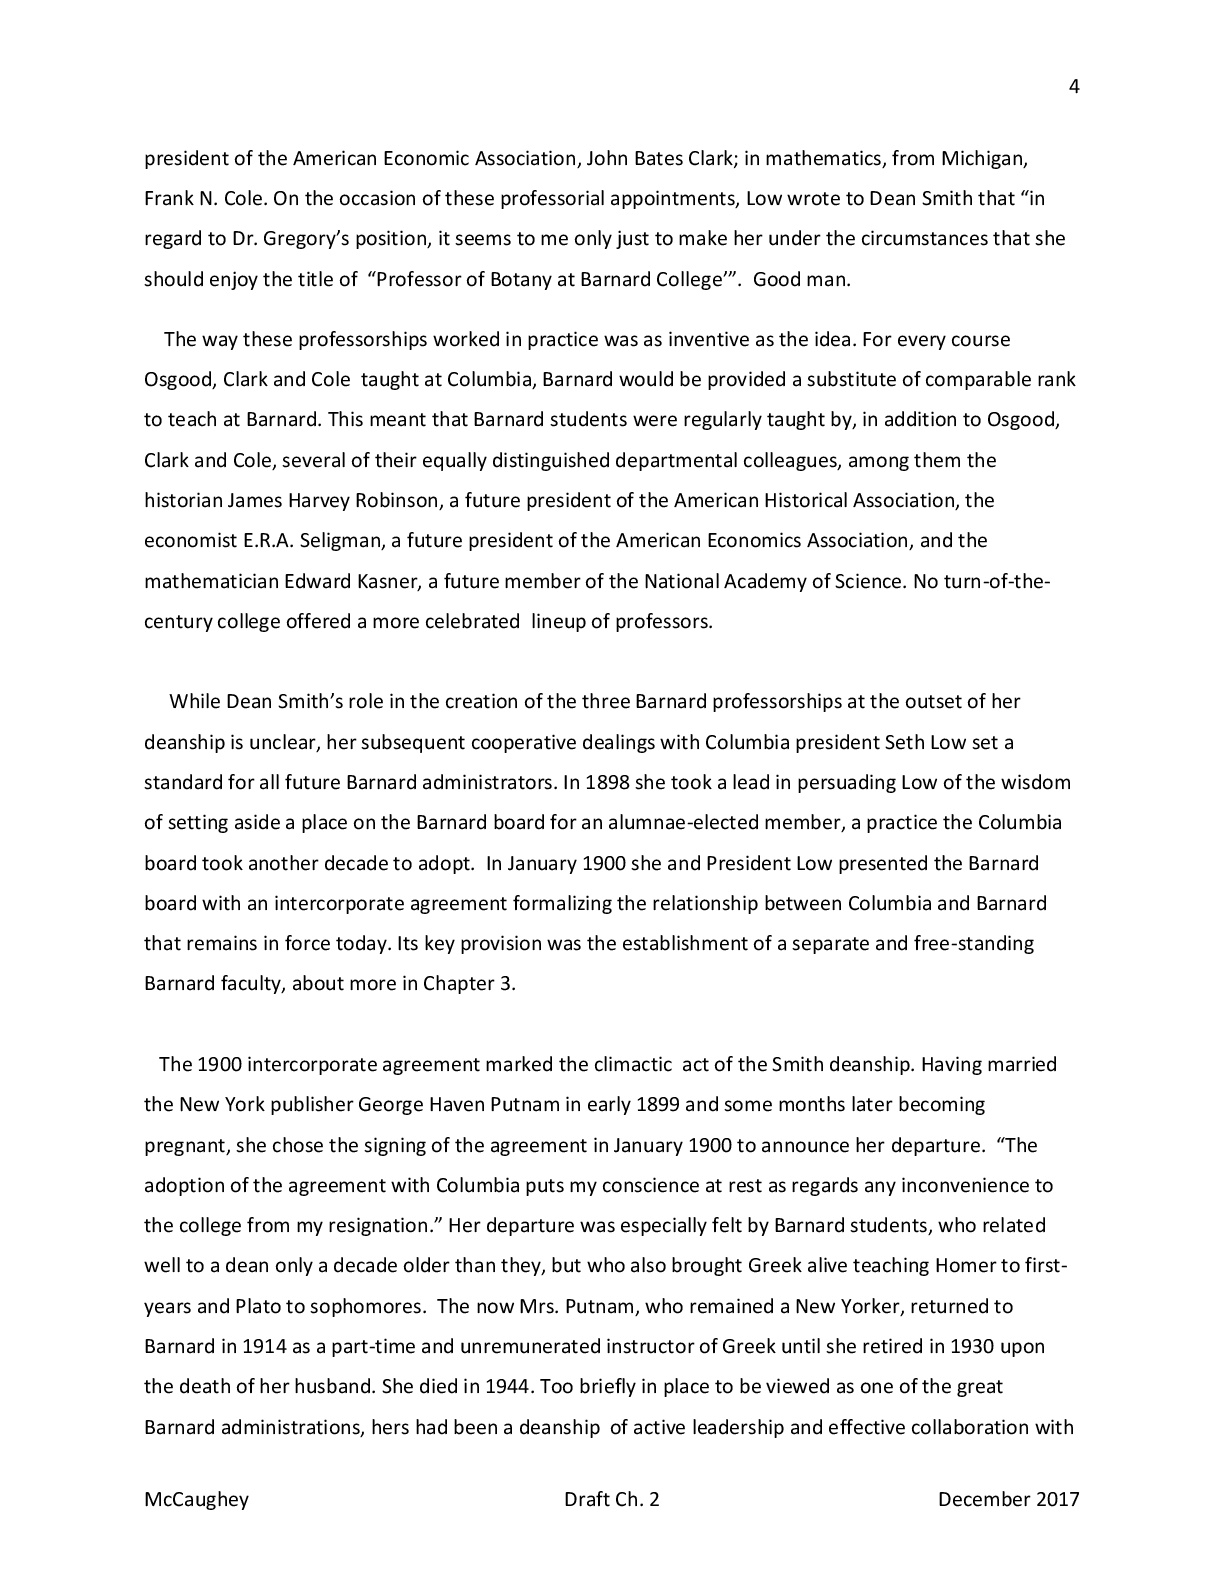 4
president of the American Economic Association, John Bates Clark; in mathematics, from Michigan,
Frank N. Cole. On the occasion of these professorial appointments, Low wrote to Dean Smith that “in
regard to Dr. Gregory’s position, it seems to me only just to make her under the circumstances that she
should enjoy the title of “Professor of Botany at Barnard College’”. Good man.
The way these professorships worked in practice was as inventive as the idea. For every course
Osgood, Clark and Cole taught at Columbia, Barnard would be provided a substitute of comparable rank
to teach at Barnard. This meant that Barnard students were regularly taught by, in addition to Osgood,
Clark and Cole, several of their equally distinguished departmental colleagues, among them the
historian James Harvey Robinson, a future president of the American Historical Association, the
economist E.R.A. Seligman, a future president of the American Economics Association, and the
mathematician Edward Kasner, a future member of the National Academy of Science. No turn-of-the-
century college offered a more celebrated lineup of professors.
While Dean Smith’s role in the creation of the three Barnard professorships at the outset of her
deanship is unclear, her subsequent cooperative dealings with Columbia president Seth Low set a
standard for all future Barnard administrators. In 1898 she took a lead in persuading Low of the wisdom
of setting aside a place on the Barnard board for an alumnae-elected member, a practice the Columbia
board took another decade to adopt. In January 1900 she and President Low presented the Barnard
board with an intercorporate agreement formalizing the relationship between Columbia and Barnard
that remains in force today. Its key provision was the establishment of a separate and free-standing
Barnard faculty, about more in Chapter 3.
The 1900 intercorporate agreement marked the climactic act of the Smith deanship. Having married
the New York publisher George Haven Putnam in early 1899 and some months later becoming
pregnant, she chose the signing of the agreement in January 1900 to announce her departure. “The
adoption of the agreement with Columbia puts my conscience at rest as regards any inconvenience to
the college from my resignation.” Her departure was especially felt by Barnard students, who related
well to a dean only a decade older than they, but who also brought Greek alive teaching Homer to first-
years and Plato to sophomores. The now Mrs. Putnam, who remained a New Yorker, returned to
Barnard in 1914 as a part-time and unremunerated instructor of Greek until she retired in 1930 upon
the death of her husband. She died in 1944. Too briefly in place to be viewed as one of the great
Barnard administrations, hers had been a deanship of active leadership and effective collaboration with
McCaughey Draft Ch. 2 December 2017